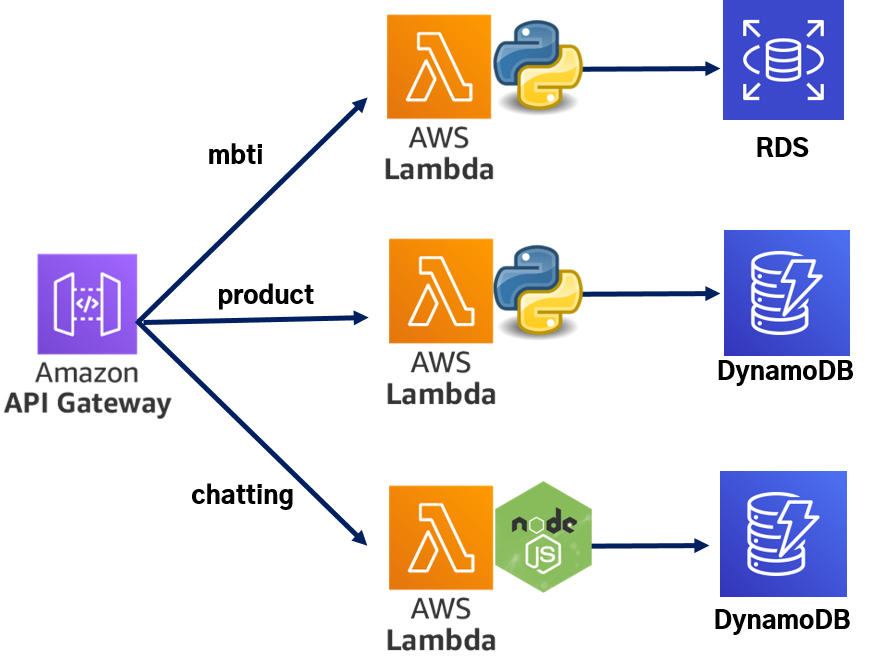 AWS
Lambda
RDS
mbti
Amazon
API Gateway
product
AWS
Lambda
DynamoDB
chatting
node
JS
AWS
Lambda
DynamoDB